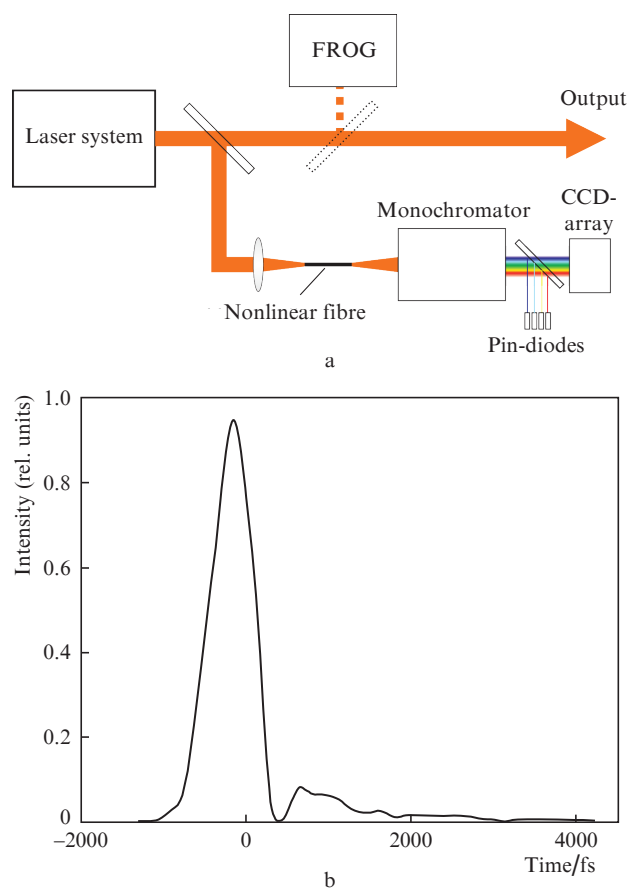 FROG
Laser system
Output
Monochromator
CCD-
array
Nonlinear fibre
Pin-diodes
a
Intensity (rel. units)
1.0
0.8
0.6
0.4
0.2
0
−2000
0
2000
4000
Time/fs
b